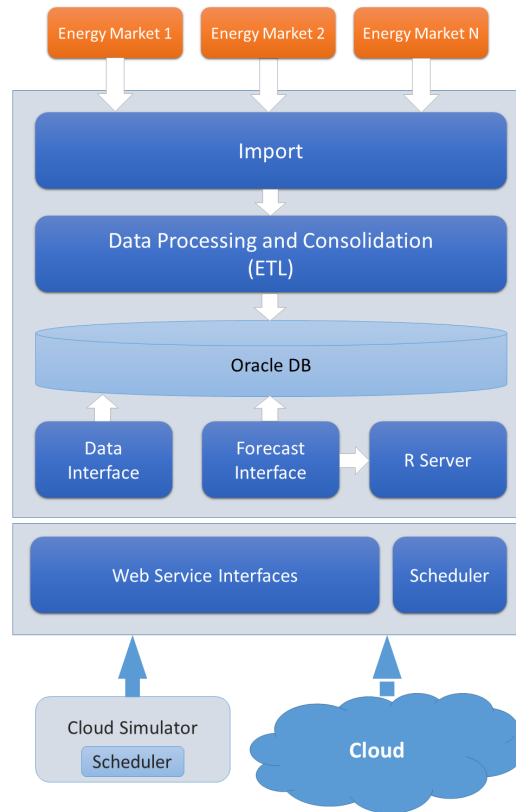 Energy Market 1
Energy Market 2
Energy Market N
Import
Data Processing and Consolidation
(ETL)
Oracle DB
Data
Interface
Forecast
Interface
R Server
Web Service Interfaces
Scheduler
Cloud Simulator
Scheduler
Cloud